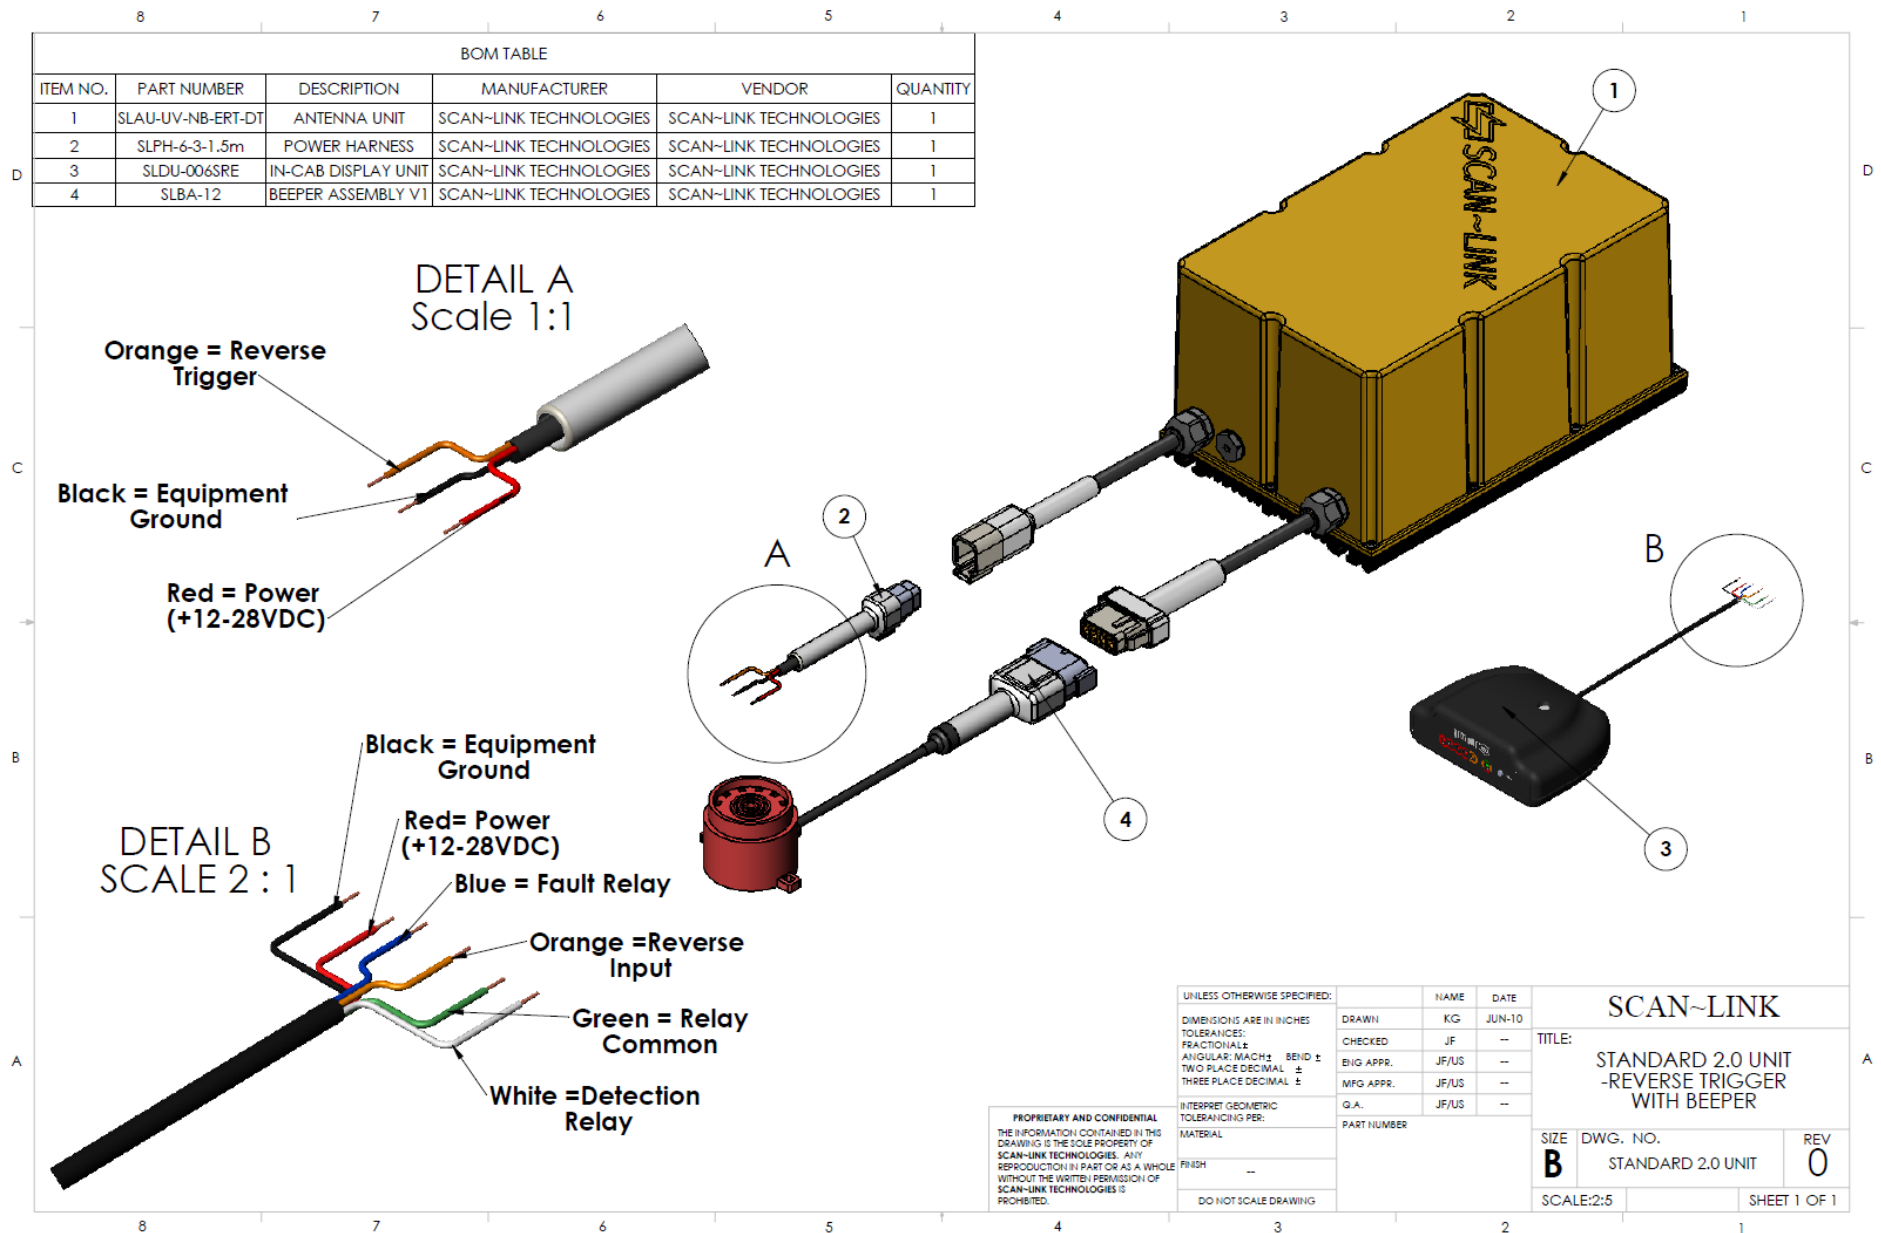 8 7 6 5 4 3 2 1
BOM TABLE
ITEM NO. PART NUMBER DESCRIPTION MANUFACTURER VENDOR QUANTITY
1 SLAU-UV-NB-ERT-DT ANTENNA UNIT SCAN~LINK TECHNOLOGIES SCAN~LINK TECHNOLOGIES 1
2 SLPH-6-3-1.5m POWER HARNESS SCAN~LINK TECHNOLOGIES SCAN~LINK TECHNOLOGIES 1
3 SLDU-006SRE IN-CAB DISPLAY UNIT SCAN~LINK TECHNOLOGIES SCAN~LINK TECHNOLOGIES 1
4 SLBA-12 BEEPER ASSEMBLY V1 SCAN~LINK TECHNOLOGIES SCAN~LINK TECHNOLOGIES 1
D D
1
SCAN~LINK
DETAIL A
Scale 1:1
Orange = Reverse
Trigger
C C
Black = Equipment
Ground
Red = Power
(+12-28VDC)
2
A
B
B B
4
3
Black = Equipment
Ground
Red= Power
(+12-28VDC)
DETAIL B
SCALE 2 : 1
Blue = Fault Relay
Orange =Reverse
Input
Green = Relay
Common
White =Detection
Relay
A A
PROPRIETARY AND CONFIDENTIAL
THE INFORMATION CONTAINED IN THIS
DRAWING IS THE SOLE PROPERTY OF
SCAN~LINK TECHNOLOGIES. ANY
REPRODUCTION IN PART OR AS A WHOLE
WITHOUT THE WRITTEN PERMISSION OF
SCAN~LINK TECHNOLOGIES IS
PROHIBITED.
UNLESS OTHERWISE SPECIFIED:
DIMENSIONS ARE IN INCHES
TOLERANCES:
FRACTIONAL±
ANGULAR: MACH± BEND ±
TWO PLACE DECIMAL ±
THREE PLACE DECIMAL ±
INTERPRET GEOMETRIC
TOLERANCING PER:
MATERIAL
FINISH
--
DO NOT SCALE DRAWING
NAME DATE
DRAWN KG JUN-10
CHECKED JF --
ENG APPR. JF/US --
MFG APPR. JF/US --
Q.A. JF/US --
PART NUMBER
SCAN~LINK
TITLE:
STANDARD 2.0 UNIT
-REVERSE TRIGGER
WITH BEEPER
SIZE DWG. NO. REV
B STANDARD 2.0 UNIT 0
SCALE:2:5 SHEET 1 OF 1
8 7 6 5 4 3 2 1